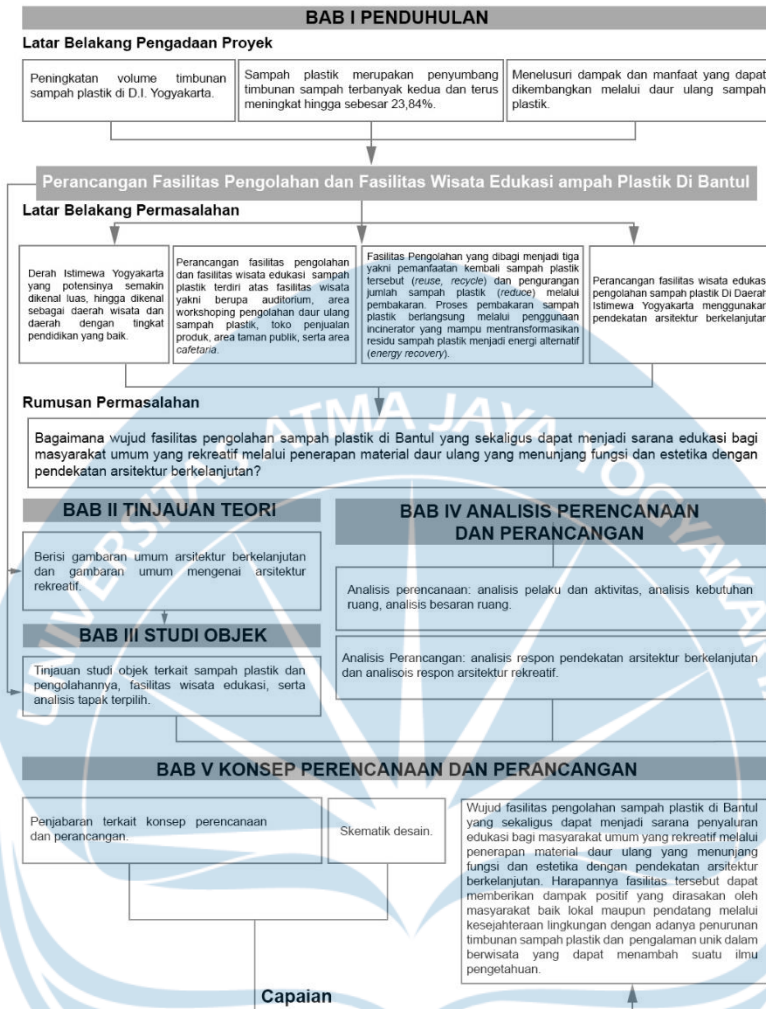 BAB I PENDUHULAN
Latar Belakang Pengadaan Proyek
Peningkatan volume timbunan
sampah plastik di D.I. Yogyakarta.
Sampah plastik merupakan penyumbang
timbunan sampah terbanyak kedua dan terus
meningkat hingga sebesar 23,84%.
Menelusuri dampak dan manfaat yang dapat
dikembangkan melalui daur ulang sampah
plastik.
Perancangan Fasilitas Pengolahan dan Fasilitas Wisata Edukasi ampah Plastik Di Bantul
Latar Belakang Permasalahan
Derah Istimewa Yogyakarta
yang potensinya semakin
dikenal luas, hingga dikenal
sebagai daerah wisata dan
daerah dengan tingkat
pendidikan yang baik.
Perancangan fasilitas pengolahan
dan fasilitas wisata edukasi sampah
plastik terdiri atas fasilitas wisata
yakni berupa auditorium, area
workshoping pengolahan daur ulang
sampah plastik, toko penjualan
produk, area taman publik, serta area
cafetaria.
Fasilitas Pengolahan yang dibagi menjadi tiga
yakni pemanfaatan kembali sampah plastik
tersebut (reuse, recycle) dan pengurangan
jumlah sampah plastik (reduce) melalui
pembakaran. Proses pembakaran sampah
plastik berlangsung melalui penggunaan
incinerator yang mampu mentransformasikan
residu sampah plastik menjadi energi alternatif
(energy recovery).
Perancangan fasilitas wisata edukasi
pengolahan sampah plastik Di Daerah
Istimewa Yogyakarta menggunakan
pendekatan arsitektur berkelanjutan
Rumusan Permasalahan
Bagaimana wujud fasilitas pengolahan sampah plastik di Bantul yang sekaligus dapat menjadi sarana edukasi bagi
masyarakat umum yang rekreatif melalui penerapan material daur ulang yang menunjang fungsi dan estetika dengan
pendekatan arsitektur berkelanjutan?
BAB II TINJAUAN TEORI
Berisi gambaran umum arsitektur berkelanjutan
dan gambaran umum mengenai arsitektur
rekreatif.
BAB III STUDI OBJEK
Tinjauan studi objek terkait sampah plastik dan
pengolahannya, fasilitas wisata edukasi, serta
analisis tapak terpilih.
BAB IV ANALISIS PERENCANAAN
DAN PERANCANGAN
Analisis perencanaan: analisis pelaku dan aktivitas, analisis kebutuhan
ruang, analisis besaran ruang.
Analisis Perancangan: analisis respon pendekatan arsitektur berkelanjutan
dan analisois respon arsitektur rekreatif.
BAB V KONSEP PERENCANAAN DAN PERANCANGAN
Penjabaran terkait konsep perencanaan
dan perancangan.
Skematik desain.
Wujud fasilitas pengolahan sampah plastik di Bantul
yang sekaligus dapat menjadi sarana penyaluran
edukasi bagi masyarakat umum yang rekreatif melalui
penerapan material daur ulang yang menunjang
fungsi dan estetika dengan pendekatan arsitektur
berkelanjutan. Harapannya fasilitas tersebut dapat
memberikan dampak positif yang dirasakan oleh
masyarakat baik lokal maupun pendatang melalui
kesejahteraan lingkungan dengan adanya penurunan
timbunan sampah plastik dan pengalaman unik dalam
berwisata yang dapat menambah suatu ilmu
pengetahuan.
Capaian
UNIVERSITAS ATMA JAYA YOGYAKARTA